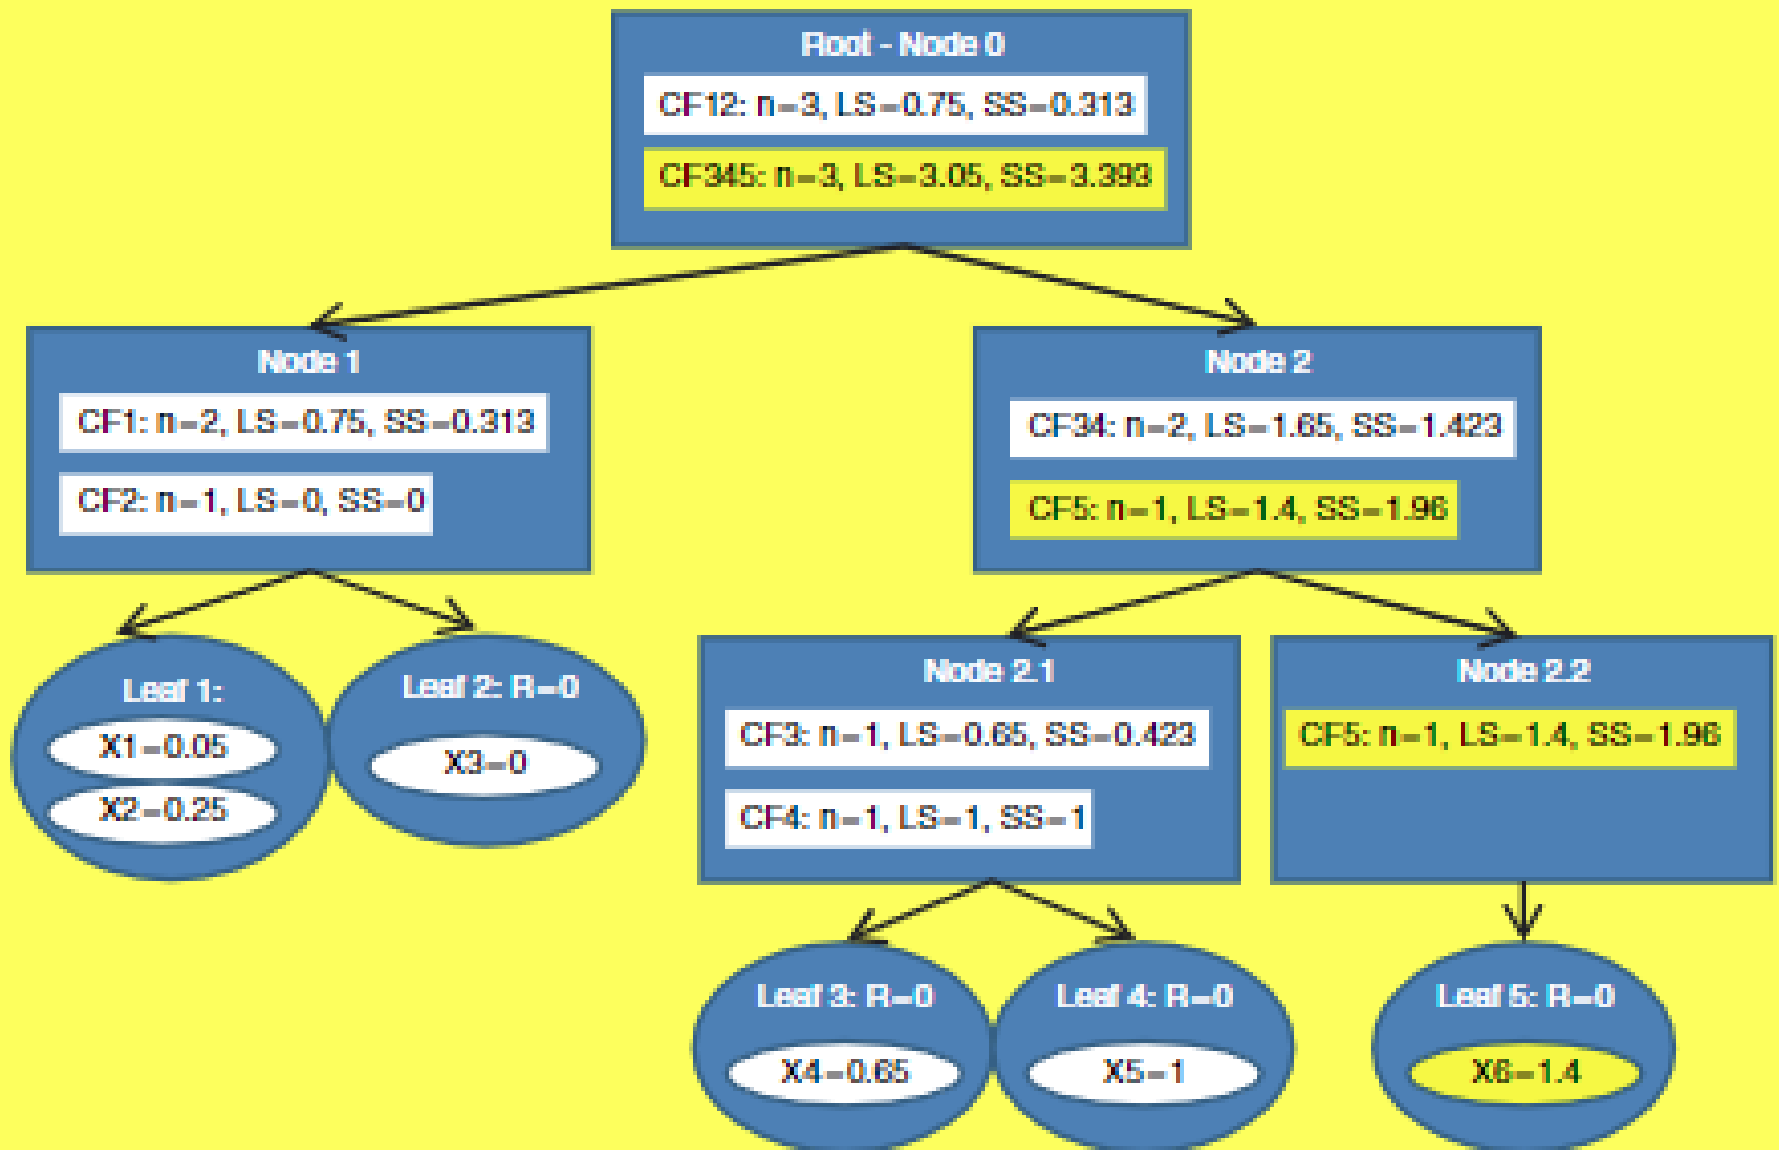 Root - Node 0
CF12: n=3, LS=0.75, SS=0.313
CF345: n=3, LS=3.05, SS=3.393
Node 1
CF1: n=2, LS=0.75, SS=0.313
CF2: n=1, LS=0, SS=0
Node 2
CF34: n=2, LS=1.65, SS=1.423
CF5: n=1, LS=1.4, SS=1.96
Leaf 1:
X1=0.05
X2=0.25
Leaf 2: R=0
X3=0
Node 2.1
CF3: n=1, LS=0.65, SS=0.423
CF4: n=1, LS=1, SS=1
Node 2.2
CF5: n=1, LS=1.4, SS=1.96
Leaf 3: R=0
X4=0.65
Leaf 4: R=0
X5=1
Leaf 5: R=0
X6=1.4